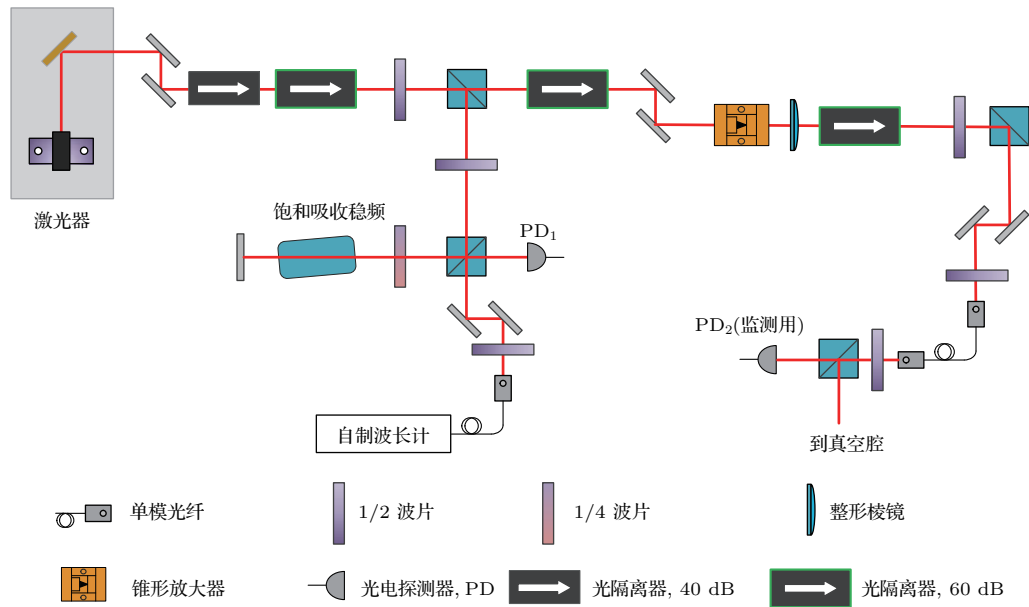 激光器
饱和吸收稳频
PD₁
PD₂(监测用)
自制波长计
到真空腔
单模光纤
1/2 波片
1/4 波片
整形棱镜
锥形放大器
光电探测器, PD
光隔离器, 40 dB
光隔离器, 60 dB